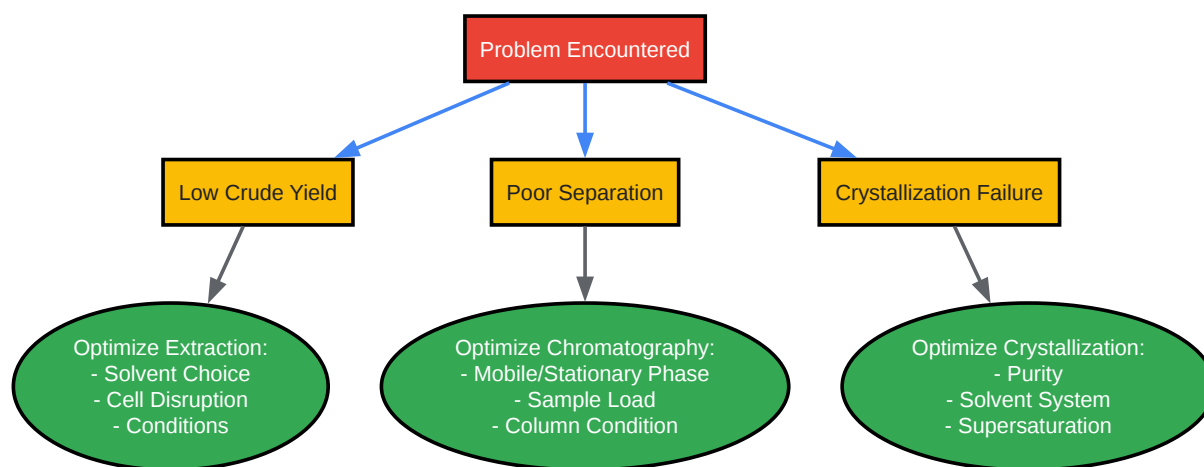 Problem Encountered
Low Crude Yield
Poor Separation
Crystallization Failure
Optimize Extraction:
- Solvent Choice
- Cell Disruption
- Conditions
Optimize Chromatography:
- Mobile/Stationary Phase
- Sample Load
- Column Condition
Optimize Crystallization:
- Purity
- Solvent System
- Supersaturation